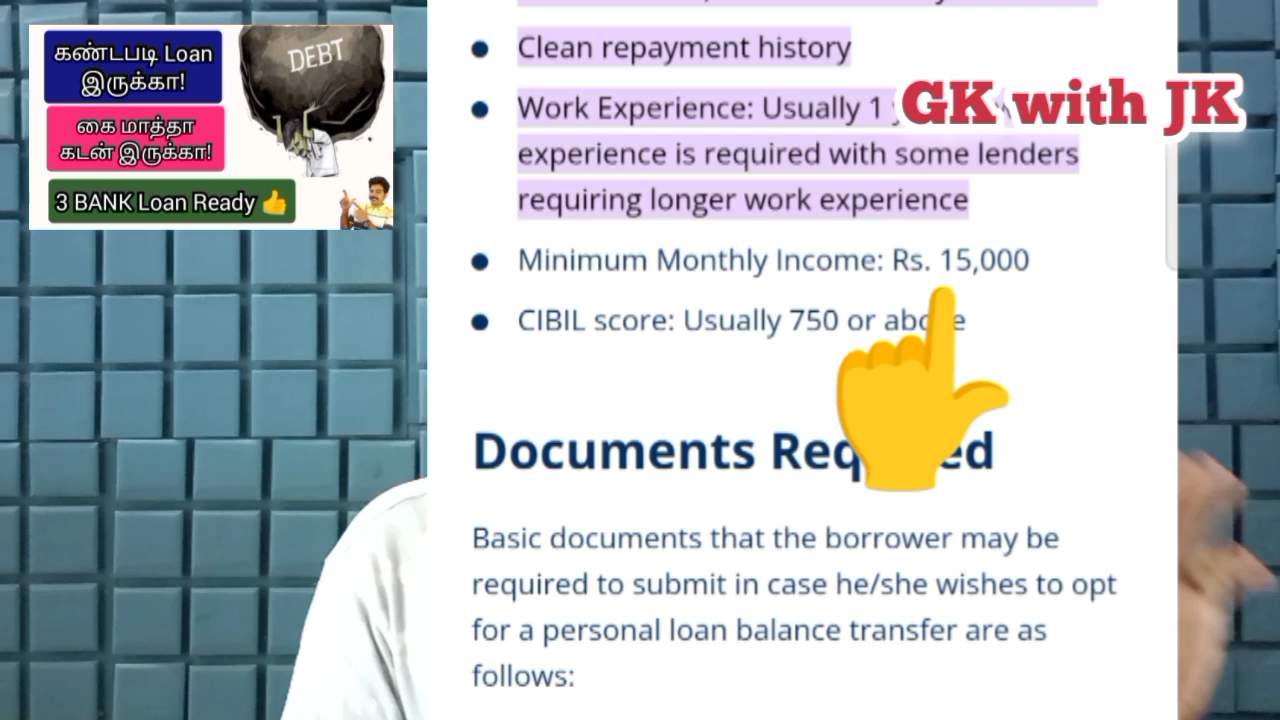 கண்டபடி Loan
இருக்கா!
கை மாத்தா
கடன் இருக்கா!
3 BANK Loan Ready 👍
DEBT
GK with JK
Clean repayment history
Work Experience: Usually 1
experience is required with some lenders
requiring longer work experience
Minimum Monthly Income: Rs. 15,000
CIBIL score: Usually 750 or above
Documents Required
Basic documents that the borrower may be
required to submit in case he/she wishes to opt
for a personal loan balance transfer are as
follows: